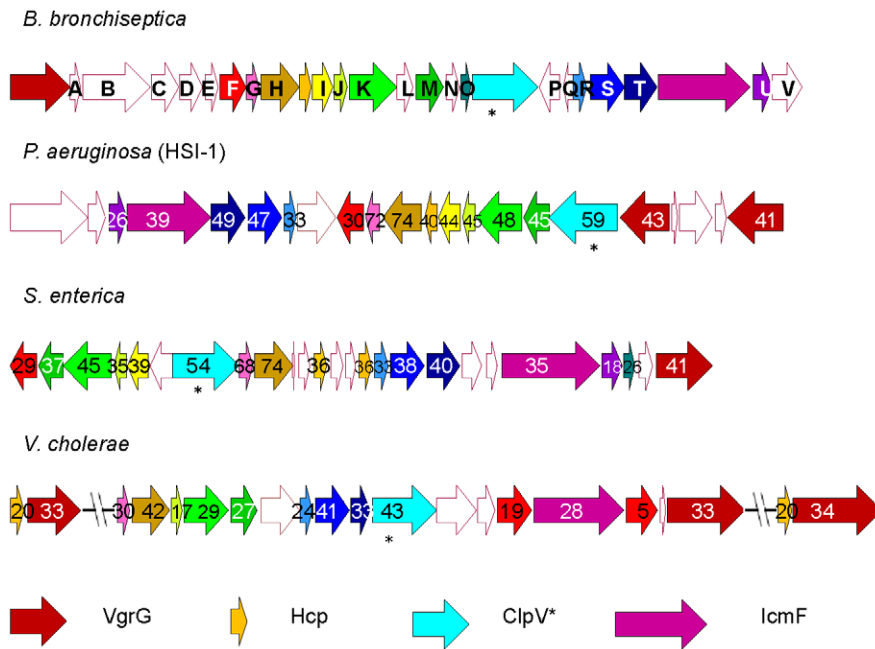 B. bronchiseptica
A B C D E F G H I J K L M N O P Q R S T U V
*
P. aeruginosa (HSI-1)
26 39 49 47 33 30 72 74 40 44 45 48 45 59 43 41
*
S. enterica
29 37 45 35 39 54 68 74 36 36 33 38 40 35 18 26 41
*
V. cholerae
20 33 30 42 17 29 27 24 41 33 43 19 28 5 33 20 34
*
VgrG Hcp ClpV* IcmF